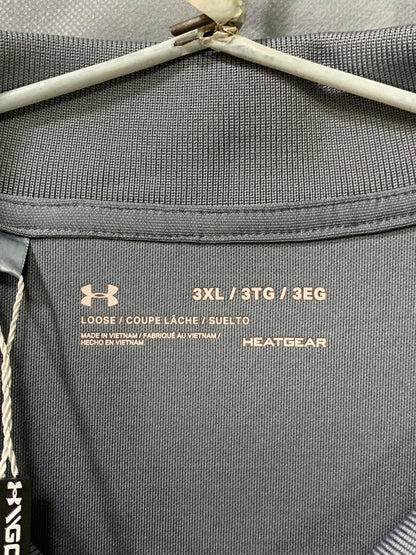 3XL / 3TG / 3EG
LOOSE / COUPE LÂCHE / SUELTO
MADE IN VIETNAM / FABRIQUÉ AU VIETNAM /
HECHO EN VIETNAM
HEATGEAR